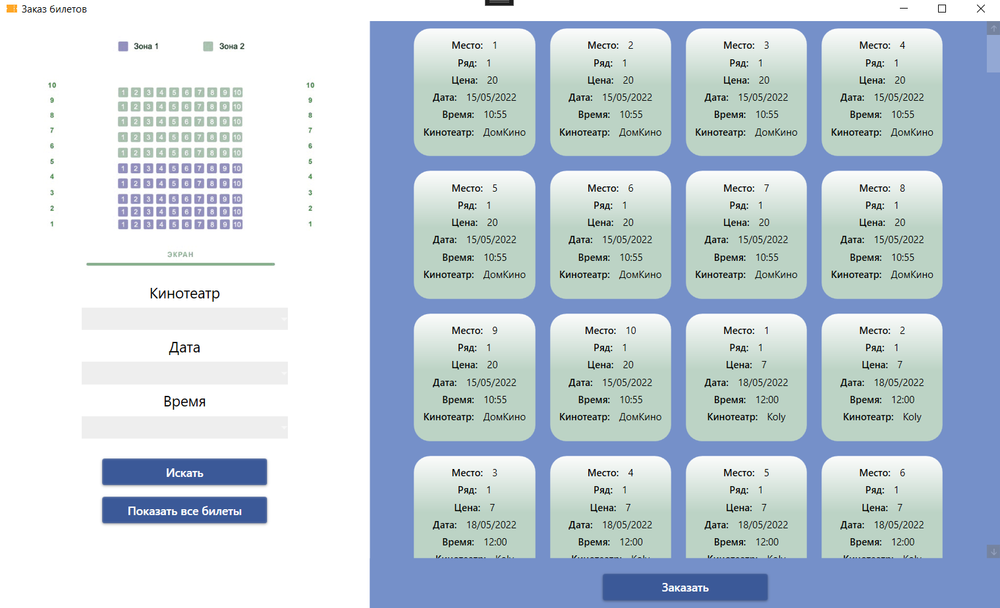 Заказ билетов
Зона 1 Зона 2
10 10
9 1 2 3 4 5 6 7 8 9 10 9
8 1 2 3 4 5 6 7 8 9 10 8
7 1 2 3 4 5 6 7 8 9 10 7
6 1 2 3 4 5 6 7 8 9 10 6
5 1 2 3 4 5 6 7 8 9 10 5
4 1 2 3 4 5 6 7 8 9 10 4
3 1 2 3 4 5 6 7 8 9 10 3
2 1 2 3 4 5 6 7 8 9 10 2
1 2 3 4 5 6 7 8 9 10
1 1 2 3 4 5 6 7 8 9 10 1
ЭКРАН
Кинотеатр
Дата
Время
Искать
Показать все билеты
Место: 1
Ряд: 1
Цена: 20
Дата: 15/05/2022
Время: 10:55
Кинотеатр: ДомКино
Место: 2
Ряд: 1
Цена: 20
Дата: 15/05/2022
Время: 10:55
Кинотеатр: ДомКино
Место: 3
Ряд: 1
Цена: 20
Дата: 15/05/2022
Время: 10:55
Кинотеатр: ДомКино
Место: 4
Ряд: 1
Цена: 20
Дата: 15/05/2022
Время: 10:55
Кинотеатр: ДомКино
Место: 5
Ряд: 1
Цена: 20
Дата: 15/05/2022
Время: 10:55
Кинотеатр: ДомКино
Место: 6
Ряд: 1
Цена: 20
Дата: 15/05/2022
Время: 10:55
Кинотеатр: ДомКино
Место: 7
Ряд: 1
Цена: 20
Дата: 15/05/2022
Время: 10:55
Кинотеатр: ДомКино
Место: 8
Ряд: 1
Цена: 20
Дата: 15/05/2022
Время: 10:55
Кинотеатр: ДомКино
Место: 9
Ряд: 1
Цена: 20
Дата: 15/05/2022
Время: 10:55
Кинотеатр: ДомКино
Место: 10
Ряд: 1
Цена: 20
Дата: 15/05/2022
Время: 10:55
Кинотеатр: ДомКино
Место: 1
Ряд: 1
Цена: 7
Дата: 18/05/2022
Время: 12:00
Кинотеатр: Koly
Место: 2
Ряд: 1
Цена: 7
Дата: 18/05/2022
Время: 12:00
Кинотеатр: Koly
Место: 3
Ряд: 1
Цена: 7
Дата: 18/05/2022
Время: 12:00
Кинотеатр: Koly
Место: 4
Ряд: 1
Цена: 7
Дата: 18/05/2022
Время: 12:00
Кинотеатр: Koly
Место: 5
Ряд: 1
Цена: 7
Дата: 18/05/2022
Время: 12:00
Кинотеатр: Koly
Место: 6
Ряд: 1
Цена: 7
Дата: 18/05/2022
Время: 12:00
Кинотеатр: Koly
Заказать